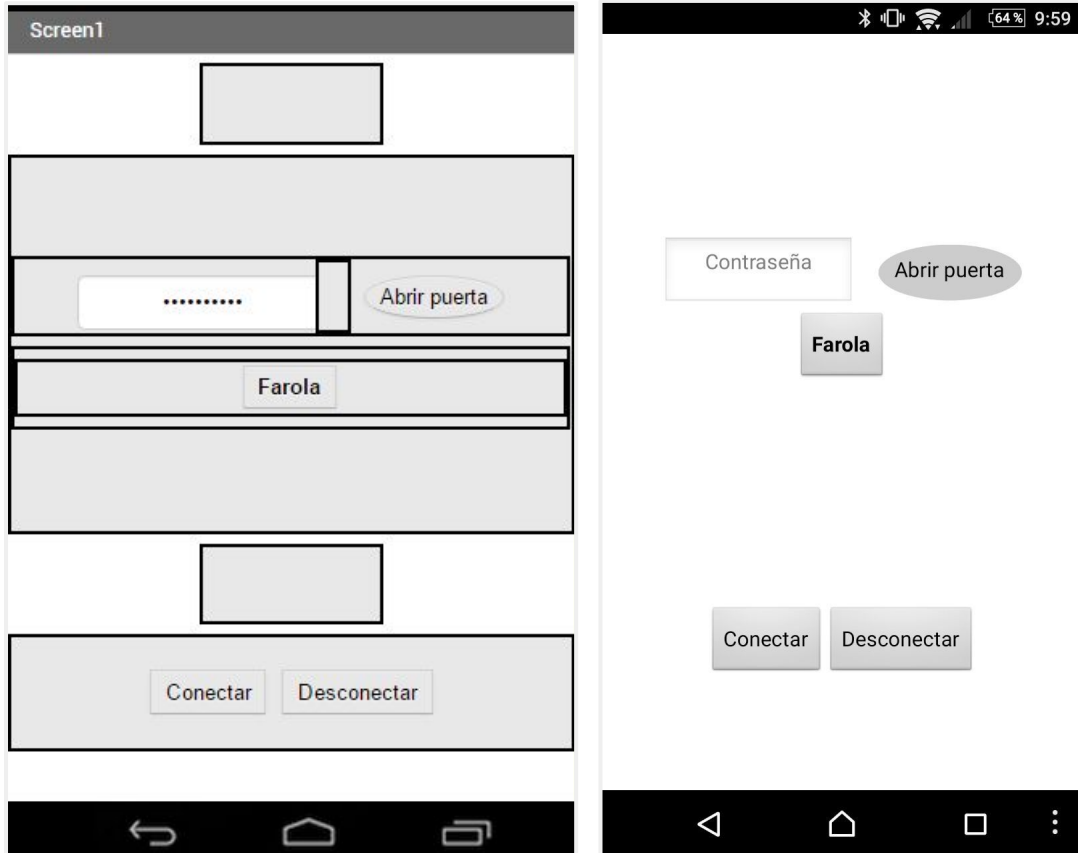 Screen1
••••••••••
Abrir puerta
Farola
Conectar
Desconectar
64 % 9:59
Contraseña
Abrir puerta
Farola
Conectar
Desconectar